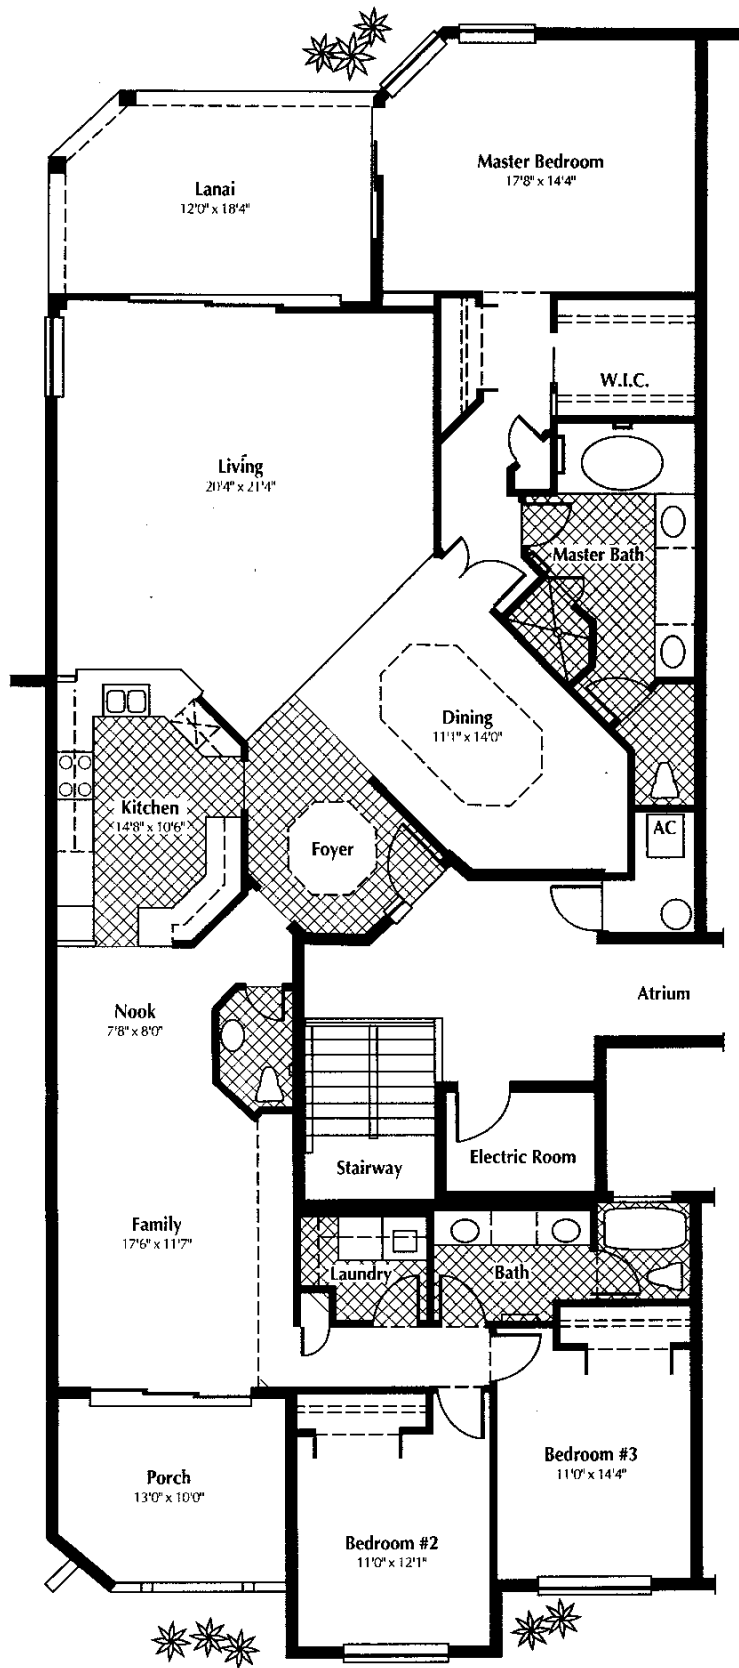 Master Bedroom
17'8" x 14'4"
Lanai
12'0" x 18'4"
W.I.C.
Living
20'4" x 21'4"
Master Bath
Dining
11'1" x 14'0"
Kitchen
14'8" x 10'6"
Foyer
AC
Atrium
Nook
7'8" x 8'0"
Stairway
Electric Room
Family
17'6" x 11'7"
Laundry
Bath
Bedroom #3
11'0" x 14'4"
Porch
13'0" x 10'0"
Bedroom #2
11'0" x 12'1"